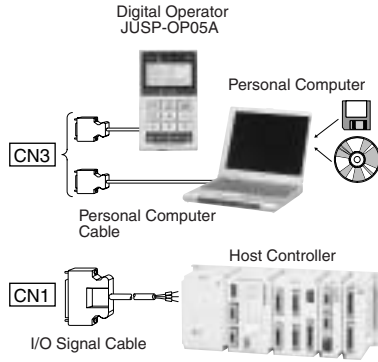 Digital Operator
JUSP-OP05A
Personal Computer
CN3
Personal Computer
Cable
Host Controller
CN1
I/O Signal Cable